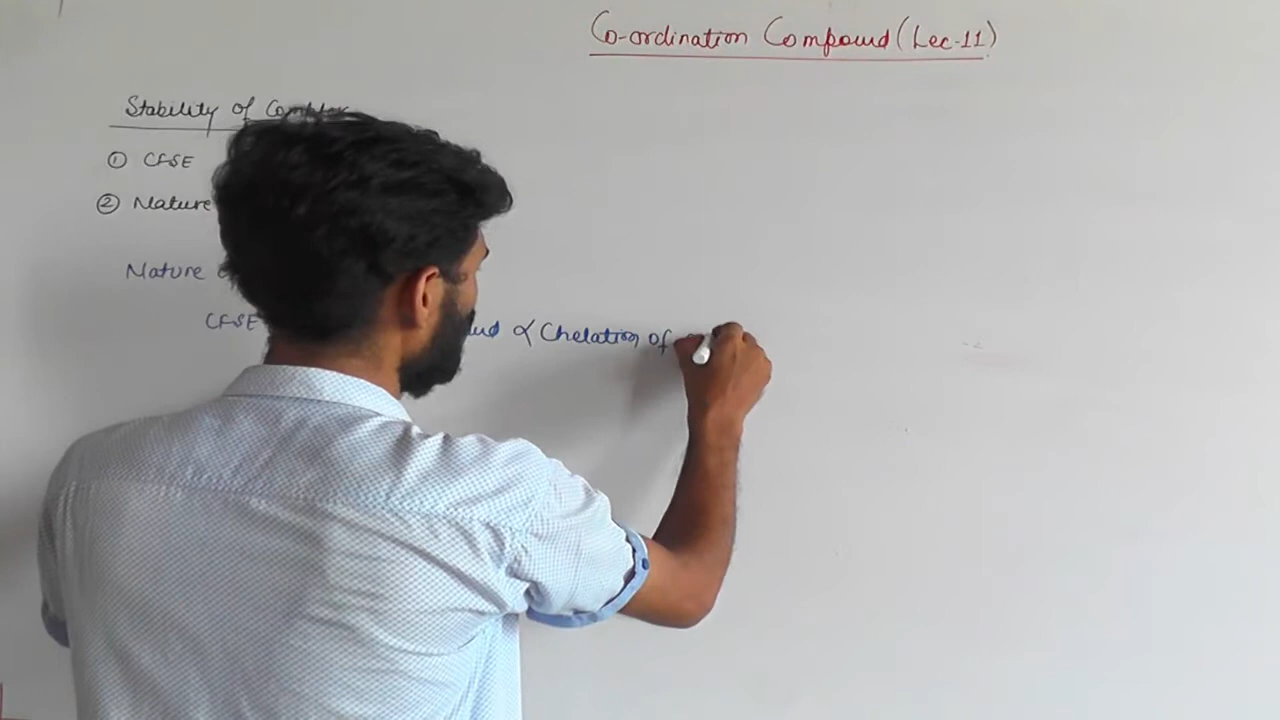 Co-ordination Compound (Lec-11)
Stability of Complex
① CFSE
② Nature
Nature
CFSE ∝ Chelation of